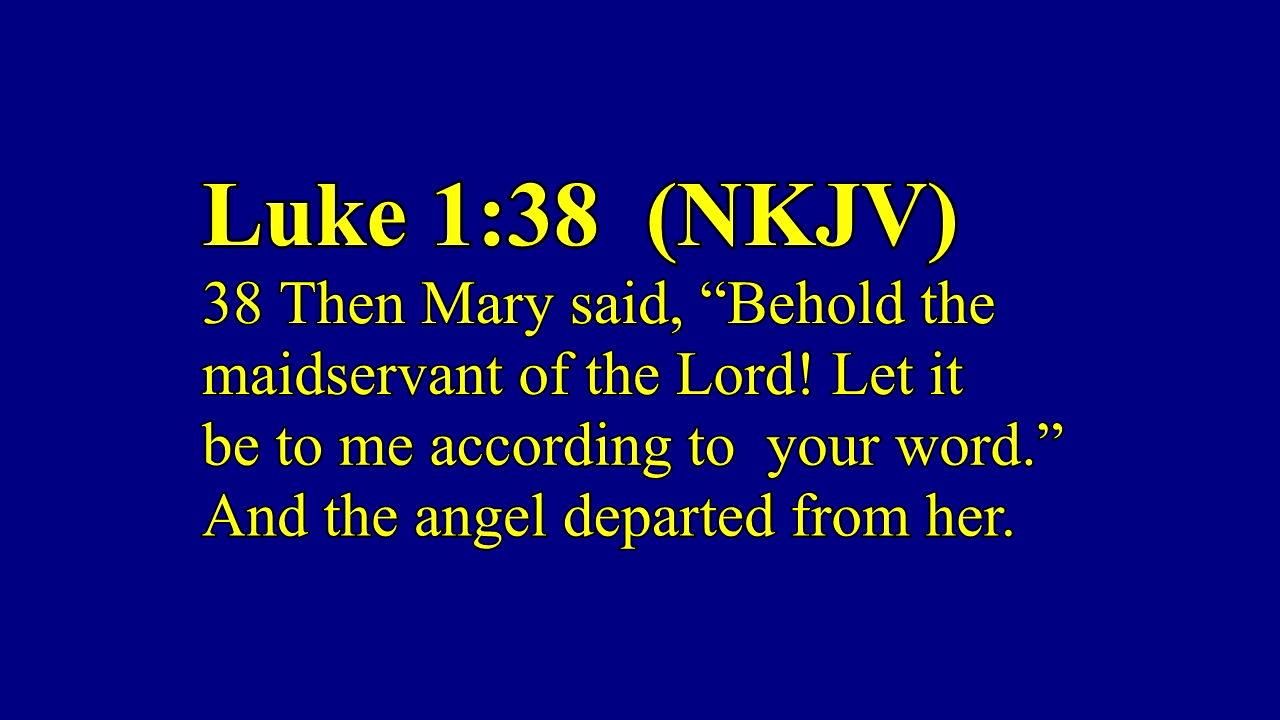 Luke 1:38  (NKJV)
38 Then Mary said, “Behold the
maidservant of the Lord! Let it
be to me according to  your word.”
And the angel departed from her.